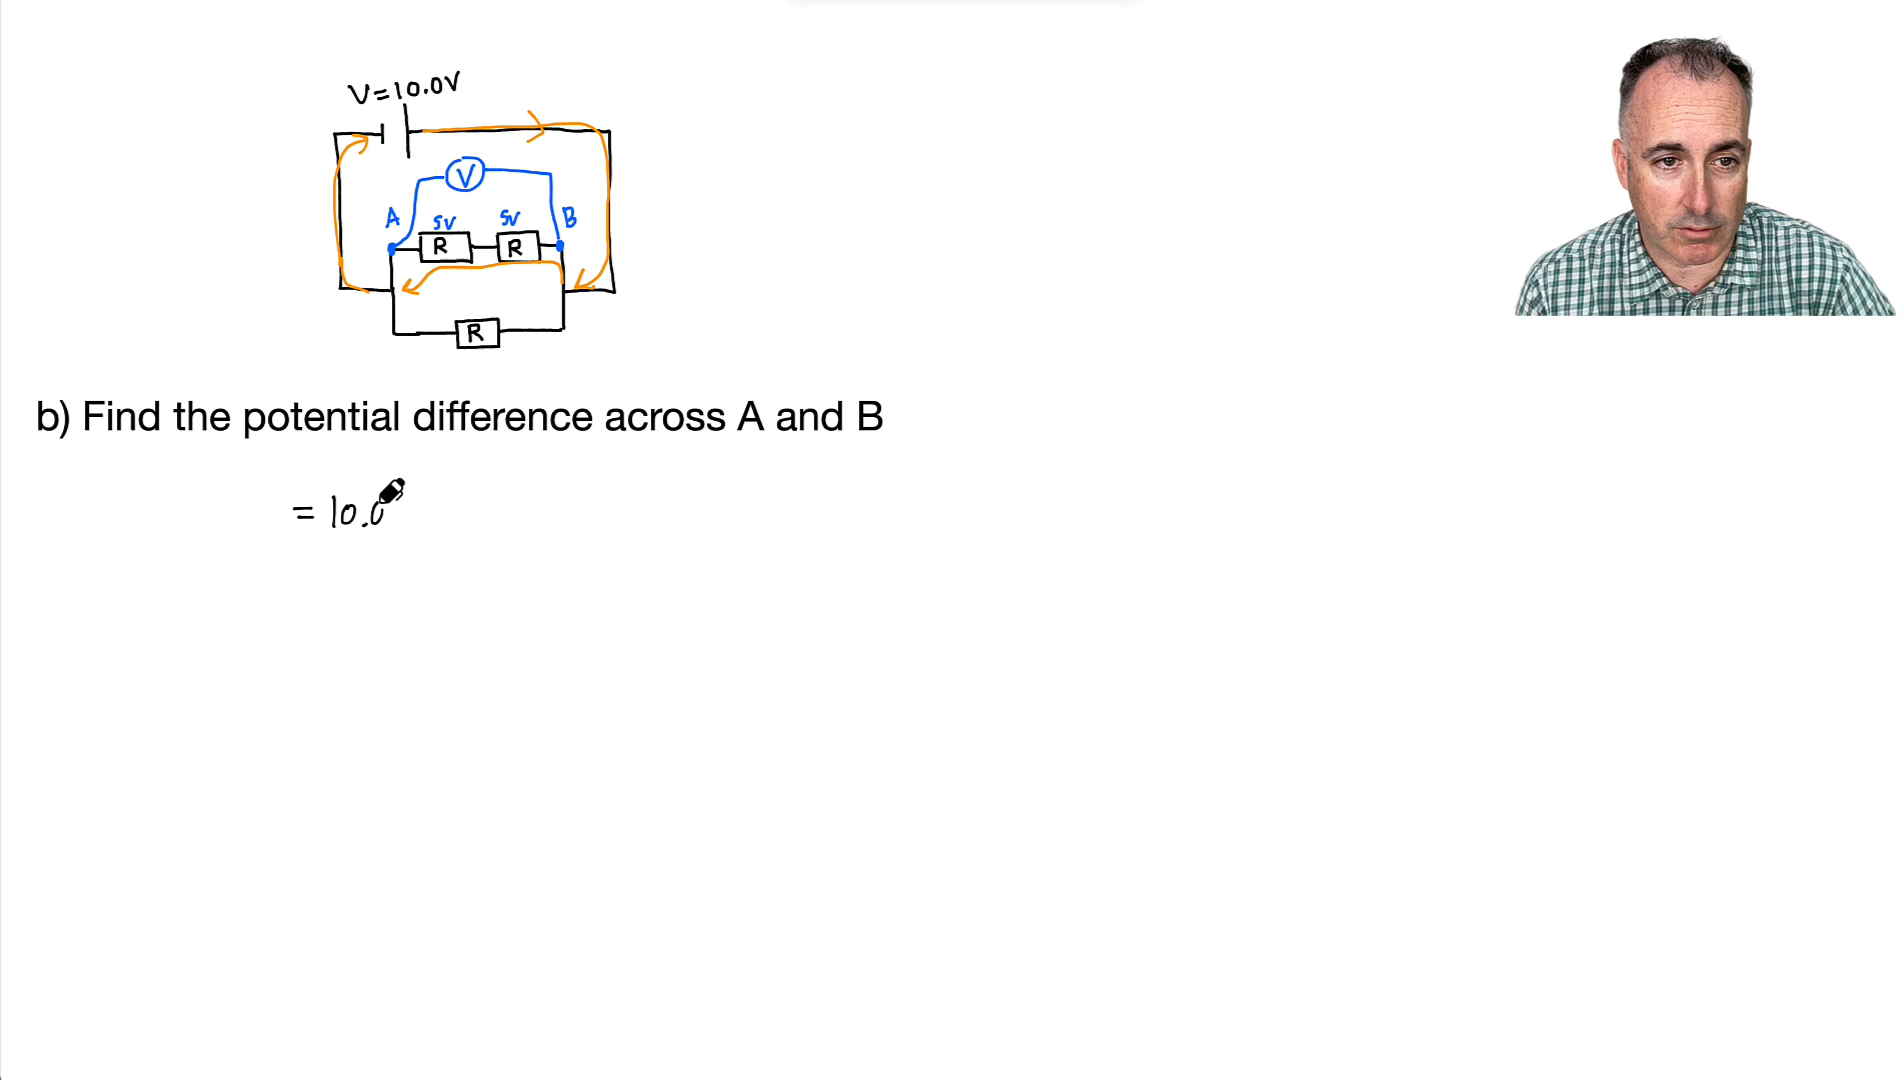 V=10.0V
V
A 5V 5V B
R R
R
b) Find the potential difference across A and B
= 10.0